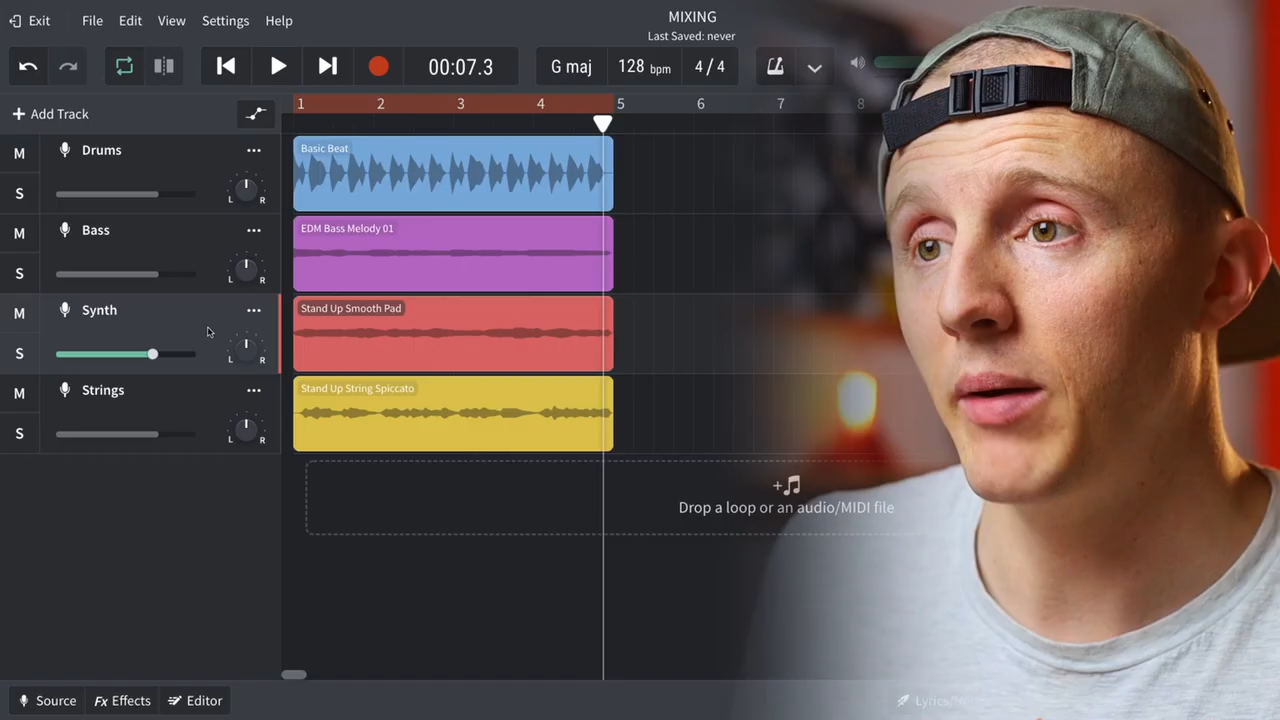 Exit File Edit View Settings Help
MIXING
Last Saved: never
00:07.3 G maj 128 bpm 4 / 4
+ Add Track
1 2 3 4 5 6 7 8
M Drums ...
S L R
Basic Beat
M Bass ...
S L R
EDM Bass Melody 01
M Synth ...
S L R
Stand Up Smooth Pad
M Strings ...
S L R
Stand Up String Spiccato
+
Drop a loop or an audio/MIDI file
Source Fx Effects Editor